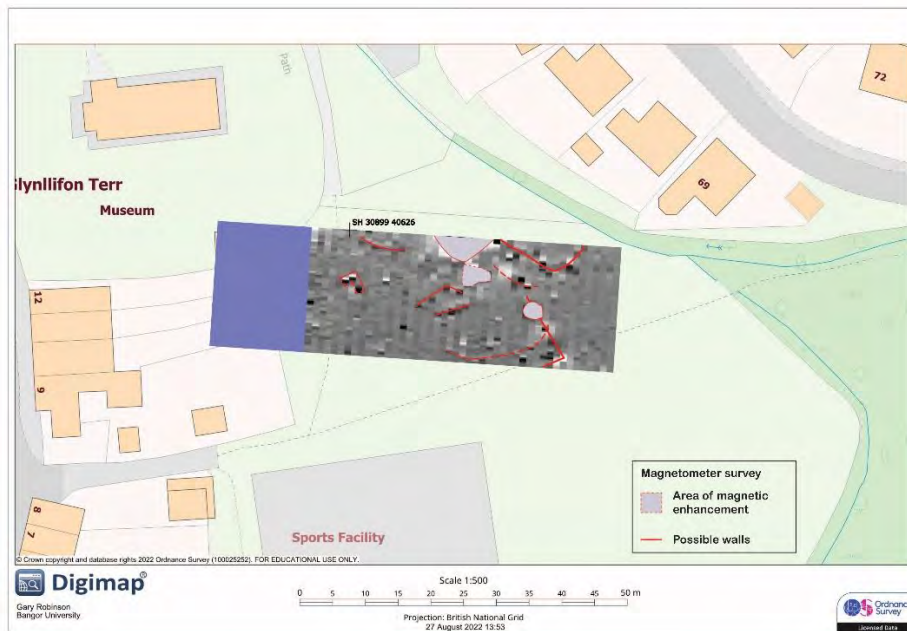 Path
72
69
Glynllifon Terr
Museum
SH 30899 40626
12
9
8
7
Sports Facility
Magnetometer survey
Area of magnetic
enhancement
Possible walls
© Crown copyright and database rights 2022 Ordnance Survey (100025252). FOR EDUCATIONAL USE ONLY.
Digimap®
Gary Robinson
Bangor University
Scale 1:500
0 5 10 15 20 25 30 35 40 45 50 m
Projection: British National Grid
27 August 2022 13:53
Ordnance
Survey
Licensed Data